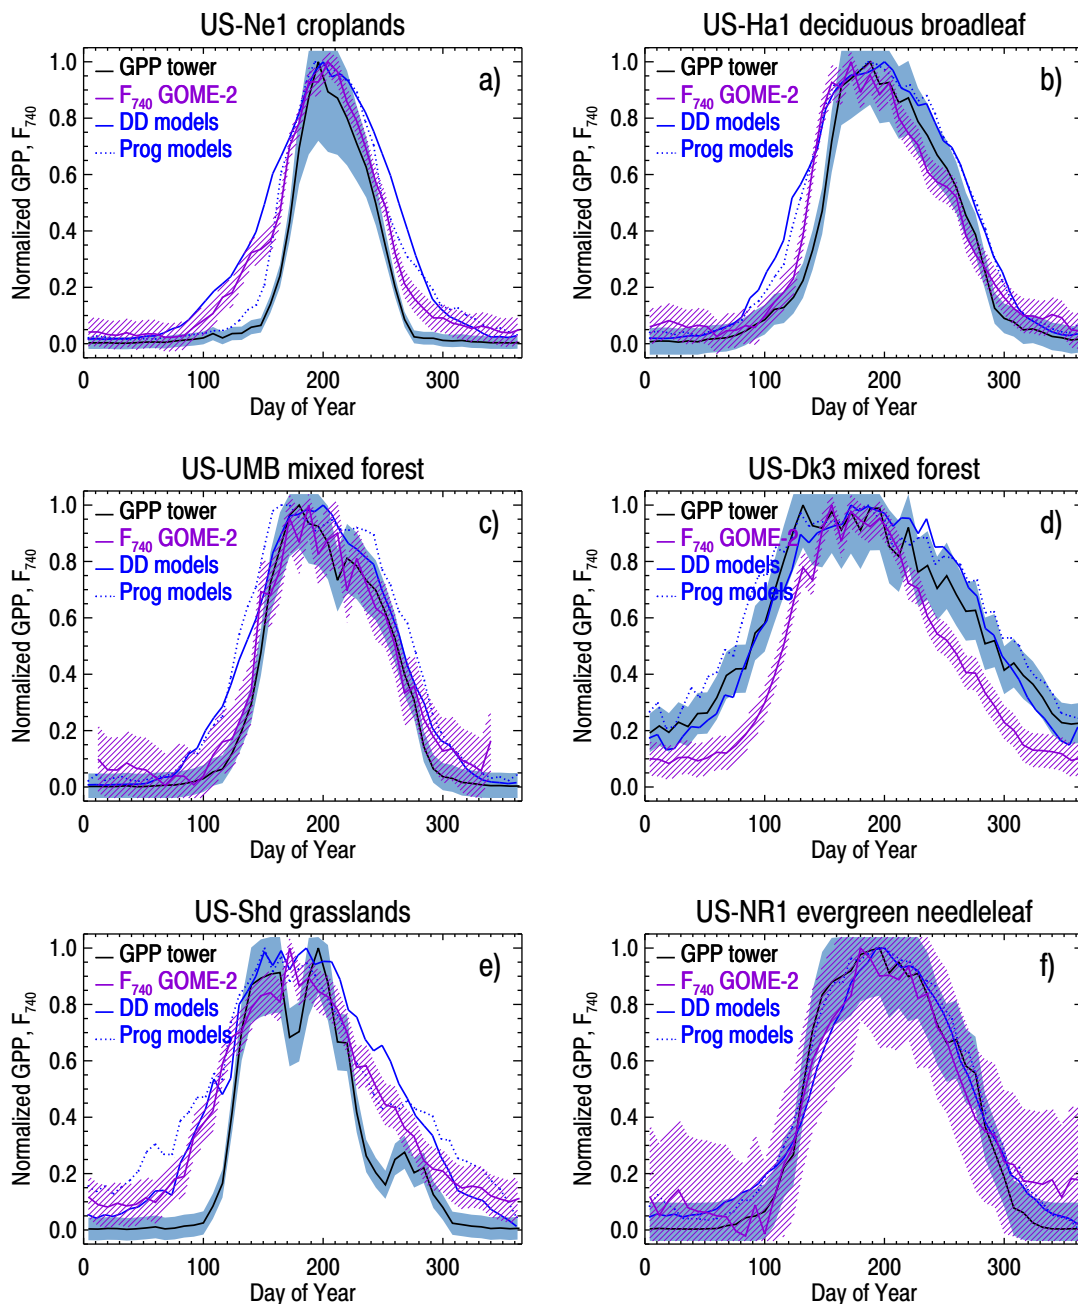 US-Ne1 croplands
GPP tower
F740 GOME-2
DD models
Prog models
a)
Normalized GPP, F740
1.0
0.8
0.6
0.4
0.2
0.0
0 100 200 300
Day of Year
US-Ha1 deciduous broadleaf
GPP tower
F740 GOME-2
DD models
Prog models
b)
Normalized GPP, F740
1.0
0.8
0.6
0.4
0.2
0.0
0 100 200 300
Day of Year
US-UMB mixed forest
GPP tower
F740 GOME-2
DD models
Prog models
c)
Normalized GPP, F740
1.0
0.8
0.6
0.4
0.2
0.0
0 100 200 300
Day of Year
US-Dk3 mixed forest
GPP tower
F740 GOME-2
DD models
Prog models
d)
Normalized GPP, F740
1.0
0.8
0.6
0.4
0.2
0.0
0 100 200 300
Day of Year
US-Shd grasslands
GPP tower
F740 GOME-2
DD models
Prog models
e)
Normalized GPP, F740
1.0
0.8
0.6
0.4
0.2
0.0
0 100 200 300
Day of Year
US-NR1 evergreen needleleaf
GPP tower
F740 GOME-2
DD models
Prog models
f)
Normalized GPP, F740
1.0
0.8
0.6
0.4
0.2
0.0
0 100 200 300
Day of Year